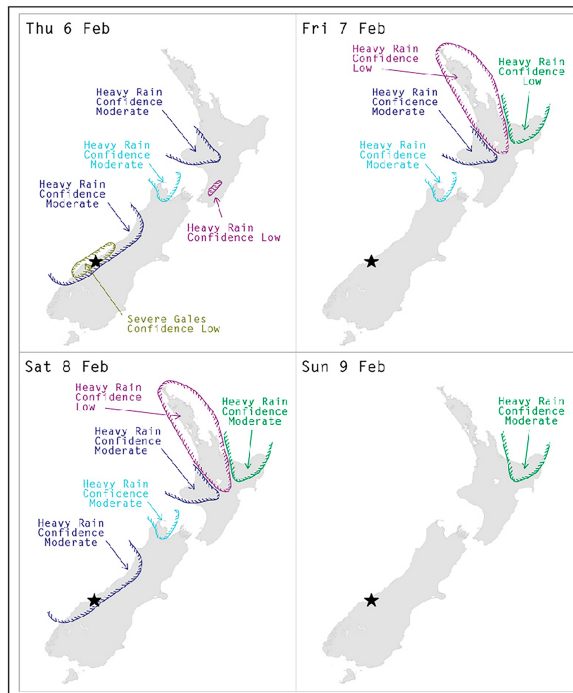 Thu 6 Feb
Heavy Rain
Confidence
Moderate
Heavy Rain
Confidence
Moderate
Heavy Rain
Confidence
Moderate
Heavy Rain
Confidence Low
Severe Gales
Confidence Low
Fri 7 Feb
Heavy Rain
Confidence
Low
Heavy Rain
Confidence
Low
Heavy Rain
Confidence
Moderate
Heavy Rain
Confidence
Moderate
Sat 8 Feb
Heavy Rain
Confidence
Low
Heavy Rain
Confidence
Moderate
Heavy Rain
Confidence
Moderate
Heavy Rain
Confidence
Moderate
Heavy Rain
Confidence
Moderate
Sun 9 Feb
Heavy Rain
Confidence
Moderate